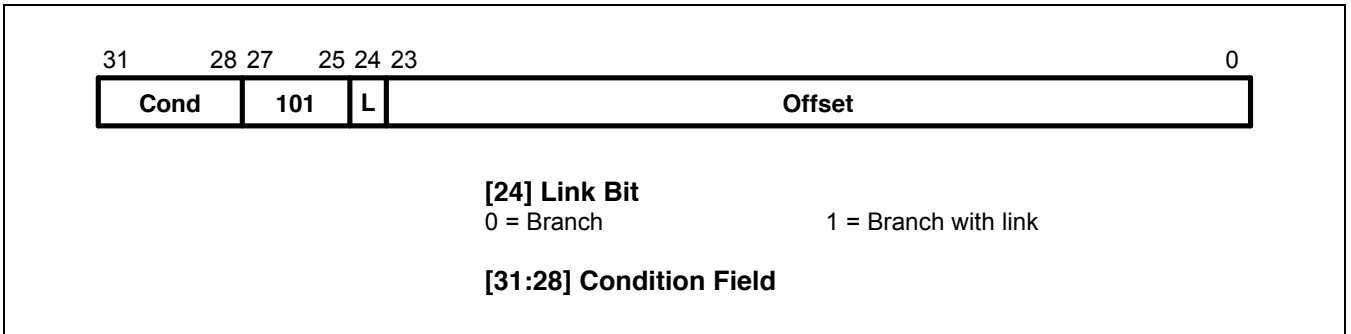 31 28 27 25 24 23 0
Cond 101 L Offset
[24] Link Bit
0 = Branch 1 = Branch with link
[31:28] Condition Field